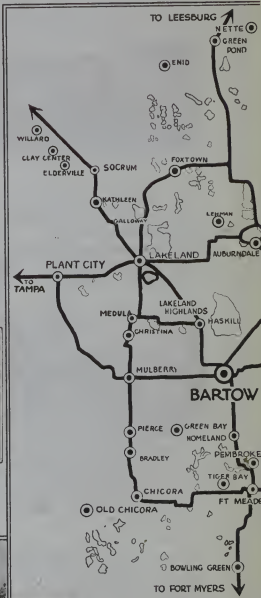 TO LEESBURG
NETTE
GREEN
POND
ENID
WILLARD
CLAY CENTER
ELDERVILLE
SOCRUM
FOXTOWN
KATHLEEN
GALLOWAY
LEHMAN
AUBURNDALE
LAKELAND
PLANT CITY
TO
TAMPA
LAKELAND
HIGHLANDS
MEDULA
HASKELL
CHRISTINA
MULBERRY
BARTOW
PIERCE
GREEN BAY
HOMELAND
BRADLEY
PEMBROKE
TIGER BAY
CHICORA
FT MEADE
OLD CHICORA
BOWLING GREEN
TO FORT MYERS